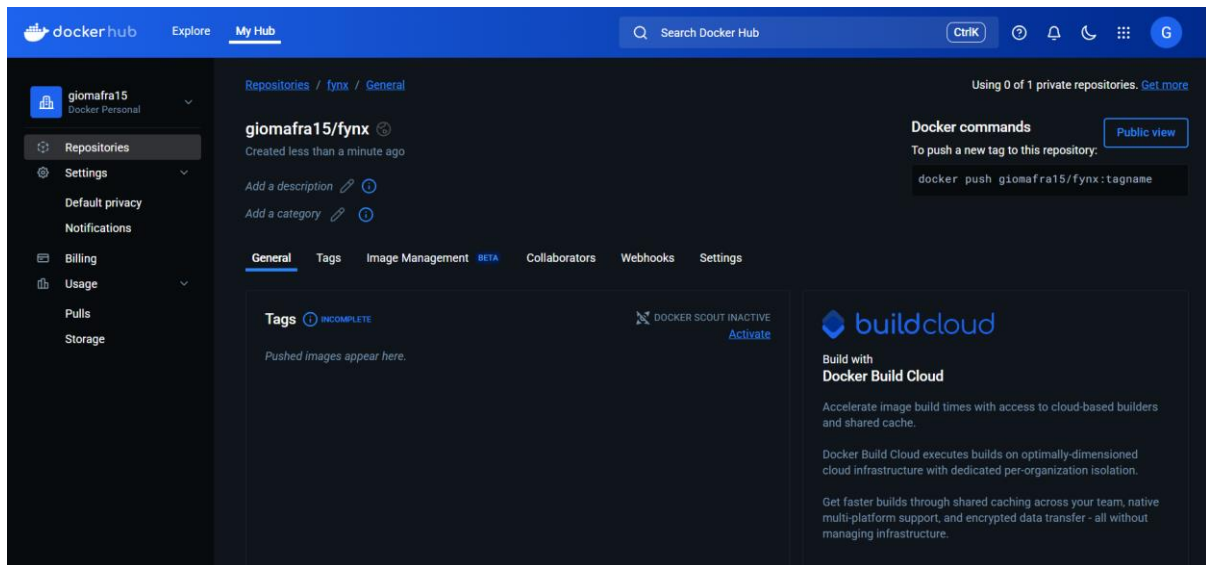 dockerhub
Explore
My Hub
Search Docker Hub
CtrlK
G
giomafra15
Docker Personal
Repositories
Settings
Default privacy
Notifications
Billing
Usage
Pulls
Storage
Repositories / fynx / General
Using 0 of 1 private repositories. Get more
giomafra15/fynx
Created less than a minute ago
Add a description
Add a category
Docker commands
Public view
To push a new tag to this repository:
docker push giomafra15/fynx:tagname
General
Tags
Image Management BETA
Collaborators
Webhooks
Settings
Tags INCOMPLETE
DOCKER SCOUT INACTIVE
Activate
Pushed images appear here.
buildcloud
Build with
Docker Build Cloud
Accelerate image build times with access to cloud-based builders
and shared cache.
Docker Build Cloud executes builds on optimally-dimensioned
cloud infrastructure with dedicated per-organization isolation.
Get faster builds through shared caching across your team, native
multi-platform support, and encrypted data transfer - all without
managing infrastructure.